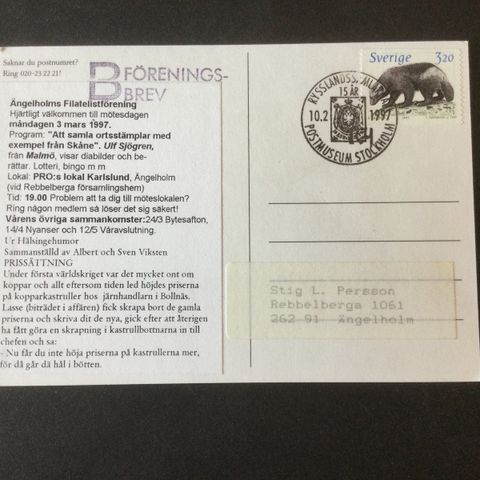 Saknar du postnumret?
Ring 020-23 22 21!
B FÖRENINGS-
BREV
Ängelholms Filatelistförening
Hjärtligt välkommen till mötesdagen
måndagen 3 mars 1997.
Program: "Att samla ortsstämplar med
exempel från Skåne". Ulf Sjögren,
från Malmö, visar diabilder och be-
rättar. Lotteri, bingo m m
Lokal: PRO:s lokal Karlslund, Ängelholm
(vid Rebbelberga församlingshem)
Tid: 19.00 Problem att ta dig till möteslokalen?
Ring någon medlem så löser det sig säkert!
Vårens övriga sammankomster:24/3 Bytesafton,
14/4 Nyanser och 12/5 Våravslutning.
Ur Hälsingehumor
Sammanställd av Albert och Sven Viksten
PRISSÄTTNING
Under första världskriget var det mycket ont om
koppar och allt eftersom tiden led höjdes priserna
på kopparkastruller hos järnhandlarn i Bollnäs.
Lasse (biträdet i affären) fick skrapa bort de gamla
priserna och skriva dit de nya, gick efter att återigen
ha fått göra en skrapning i kastrullbottnarna in till
chefen och sa:
- Nu får du inte höja priserna på kastrullerna mer,
för då går dä hål i bötten.
RYSSLANDSSAMLARNA
15 ÅR
10.2 1997
POSTMUSEUM STOCKHOLM
Sverige 3,20
Stig L. Persson
Rebbelberga 1061
262 91 Ängelholm